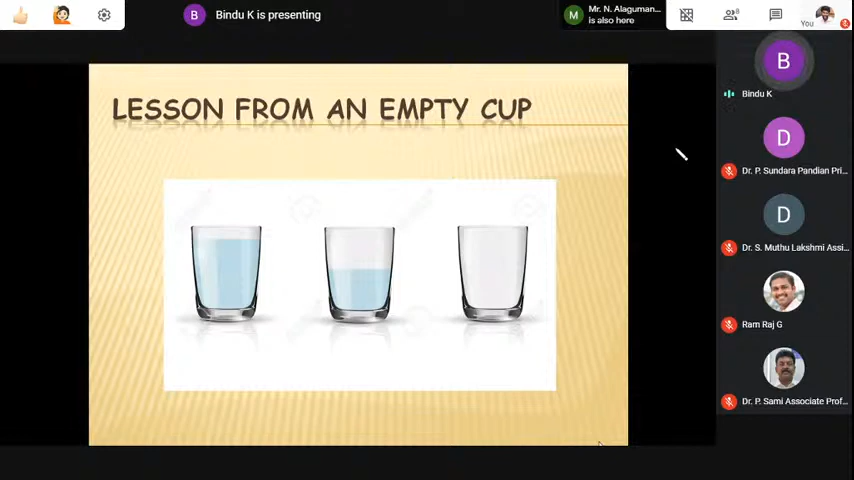 Bindu K is presenting
Mr. N. Alaguman...
is also here
8
You
LESSON FROM AN EMPTY CUP
B
M
B
Bindu K
D
Dr. P. Sundara Pandian Pri...
D
Dr. S. Muthu Lakshmi Assi...
Ram Raj G
Dr. P. Sami Associate Prof...